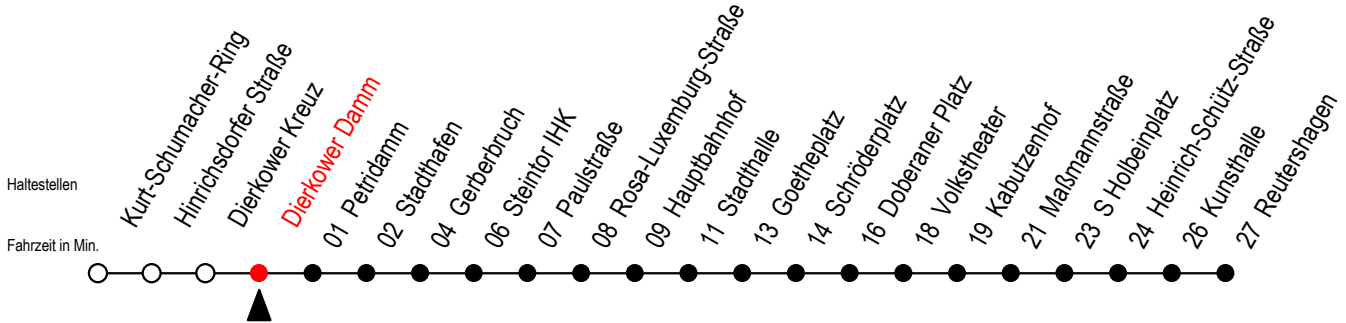 Haltestellen
Fahrzeit in Min.
Kurt-Schumacher-Ring
Hinrichsdorfer Straße
Dierkower Kreuz
Dierkower Damm
01 Petridamm
02 Stadthafen
04 Gerberbruch
06 Steintor IHK
07 Paulstraße
08 Rosa-Luxemburg-Straße
09 Hauptbahnhof
11 Stadthalle
13 Goetheplatz
14 Schröderplatz
16 Doberaner Platz
18 Volkstheater
19 Kabutzenhof
21 Maßmannstraße
23 S Holbeinplatz
24 Heinrich-Schütz-Straße
26 Kunsthalle
27 Reutershagen